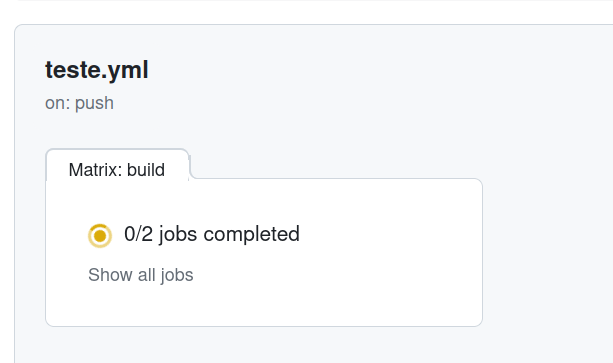 teste.yml
on: push
Matrix: build
0/2 jobs completed
Show all jobs